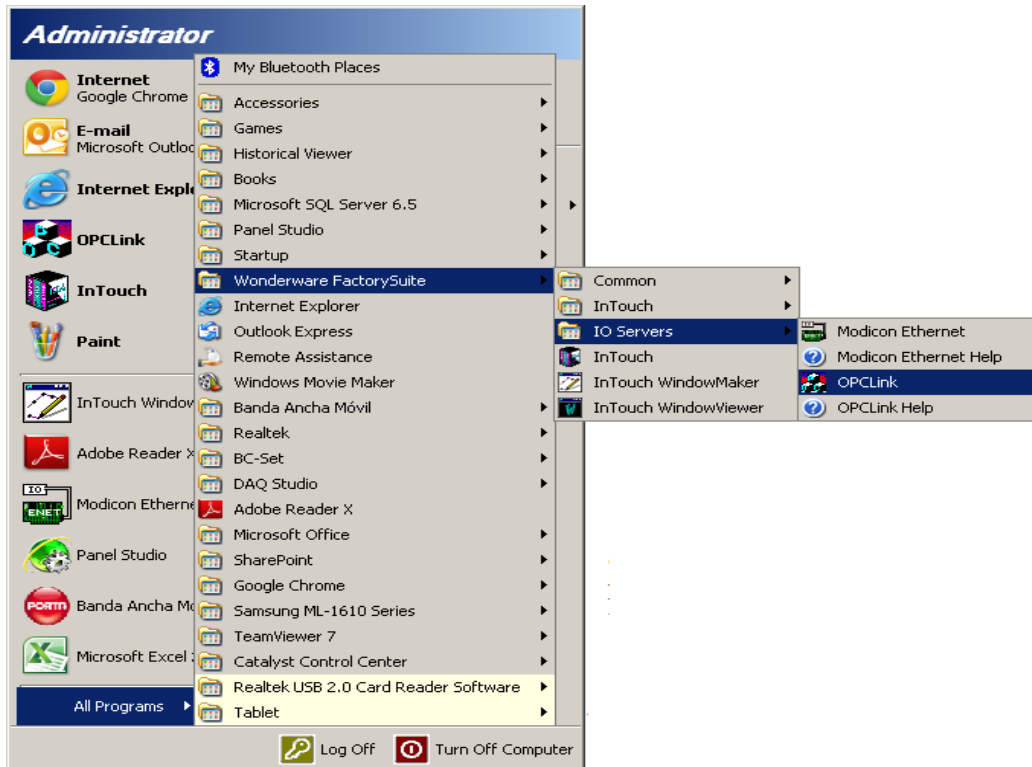 Administrator
Internet
Google Chrome
E-mail
Microsoft Outloo
Internet Explo
OPCLink
InTouch
Paint
InTouch Window
Adobe Reader X
IO
ENET
Modicon Etherne
Panel Studio
PORTA
Banda Ancha Mó
Microsoft Excel
All Programs
My Bluetooth Places
Accessories
Games
Historical Viewer
Books
Microsoft SQL Server 6.5
Panel Studio
Startup
Wonderware FactorySuite
Internet Explorer
Outlook Express
Remote Assistance
Windows Movie Maker
Banda Ancha Móvil
Realtek
BC-Set
DAQ Studio
Adobe Reader X
Microsoft Office
SharePoint
Google Chrome
Samsung ML-1610 Series
TeamViewer 7
Catalyst Control Center
Realtek USB 2.0 Card Reader Software
Tablet
Common
InTouch
IO Servers
InTouch
InTouch WindowMaker
InTouch WindowViewer
Modicon Ethernet
Modicon Ethernet Help
OPCLink
OPCLink Help
Log Off
Turn Off Computer